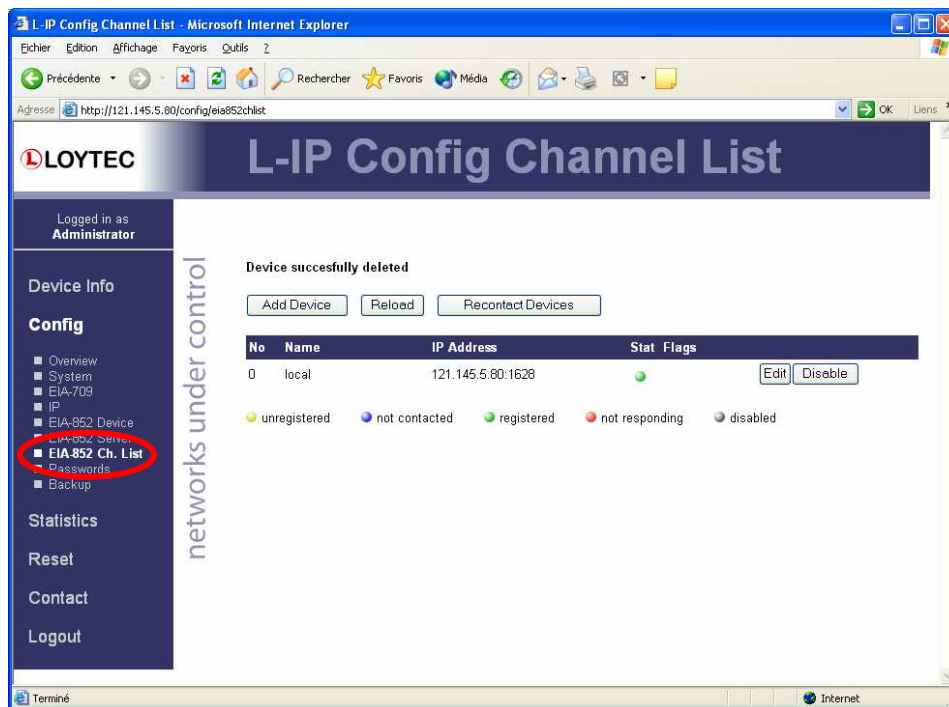 L-IP Config Channel List - Microsoft Internet Explorer
Fichier Edition Affichage Favoris Outils ?
Précédente Rechercher Favoris Média
Adresse http://121.145.5.80/config/eia852chlist OK Liens »
LOYTEC
L-IP Config Channel List
Logged in as
Administrator
Device Info
Config
Overview
System
EIA-709
IP
EIA-852 Device
EIA-852 Server
EIA-852 Ch. List
Passwords
Backup
Statistics
Reset
Contact
Logout
networks under control
Device succesfully deleted
Add Device Reload Recontact Devices
No Name IP Address Stat Flags
0 local 121.145.5.80:1628 Edit Disable
unregistered not contacted registered not responding disabled
Terminé Internet